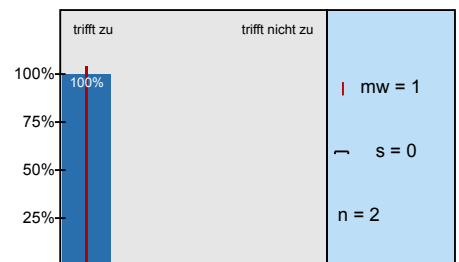 trifft zu trifft nicht zu
100%
100%
75%
50%
25%
mw = 1
s = 0
n = 2